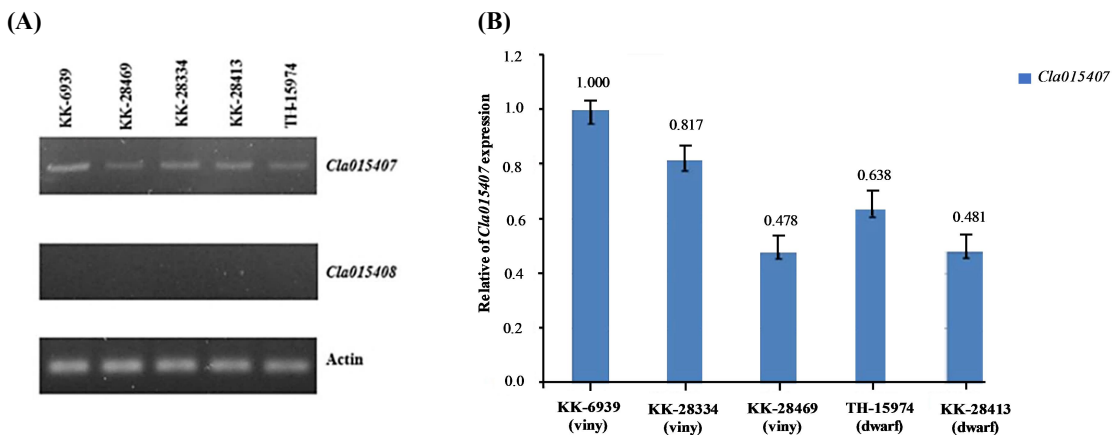 (A)
KK-6939
KK-28469
KK-28334
KK-28413
TH-15974
Cla015407
Cla015408
Actin
(B)
Relative of Cla015407 expression
1.2
1.0
0.8
0.6
0.4
0.2
0.0
1.000
0.817
0.478
0.638
0.481
Cla015407
KK-6939
(viny)
KK-28334
(viny)
KK-28469
(viny)
TH-15974
(dwarf)
KK-28413
(dwarf)